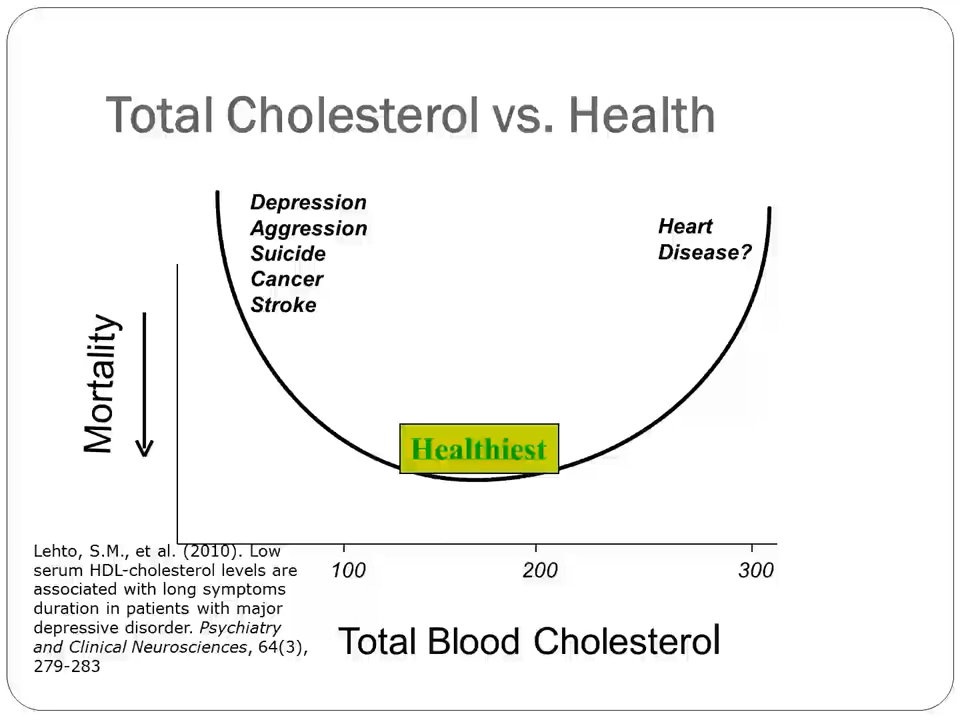 Total Cholesterol vs. Health
Depression
Aggression
Suicide
Cancer
Stroke
Heart
Disease?
Mortality
Healthiest
100
200
300
Total Blood Cholesterol
Lehto, S.M., et al. (2010). Low
serum HDL-cholesterol levels are
associated with long symptoms
duration in patients with major
depressive disorder. Psychiatry
and Clinical Neurosciences, 64(3),
279-283